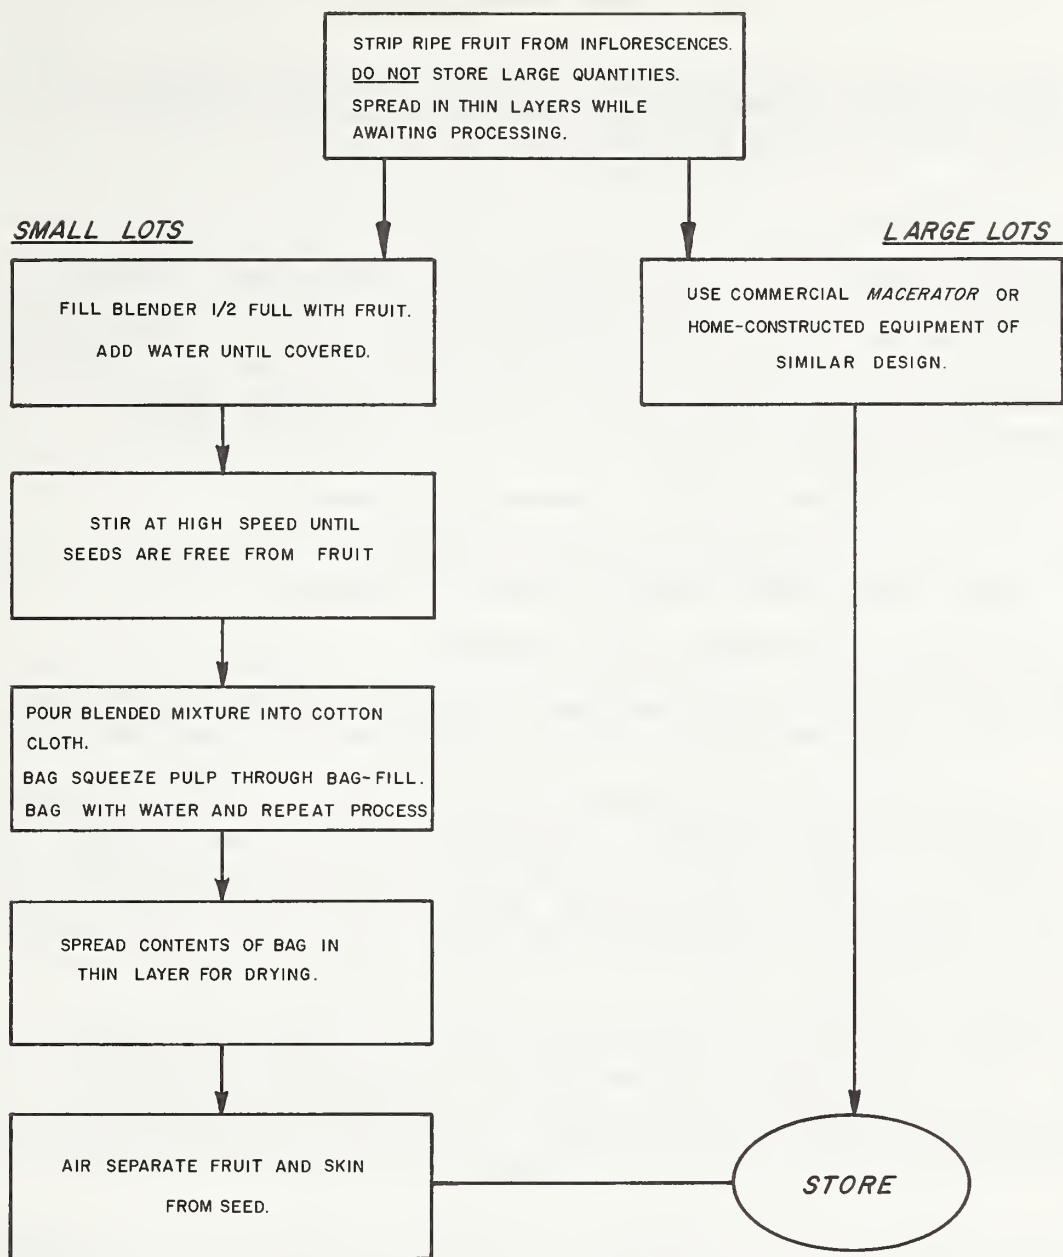 STRIP RIPE FRUIT FROM INFLORESCENCES.
DO NOT STORE LARGE QUANTITIES.
SPREAD IN THIN LAYERS WHILE
AWAITING PROCESSING.
SMALL LOTS
FILL BLENDER 1/2 FULL WITH FRUIT.
ADD WATER UNTIL COVERED.
STIR AT HIGH SPEED UNTIL
SEEDS ARE FREE FROM FRUIT
POUR BLENDED MIXTURE INTO COTTON
CLOTH.
BAG SQUEEZE PULP THROUGH BAG-FILL.
BAG WITH WATER AND REPEAT PROCESS
SPREAD CONTENTS OF BAG IN
THIN LAYER FOR DRYING.
AIR SEPARATE FRUIT AND SKIN
FROM SEED.
LARGE LOTS
USE COMMERCIAL MACERATOR OR
HOME-CONSTRUCTED EQUIPMENT OF
SIMILAR DESIGN.
STORE